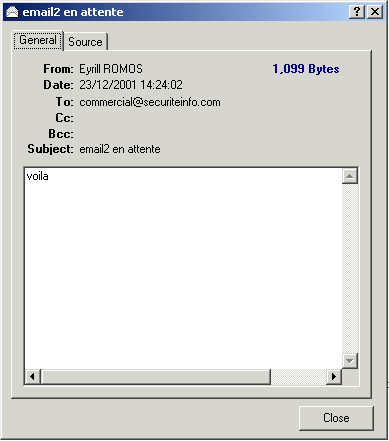 email2 en attente
General Source
From: Eyrill ROMOS 1,099 Bytes
Date: 23/12/2001 14:24:02
To: commercial@securiteinfo.com
Cc:
Bcc:
Subject: email2 en attente
voila
Close